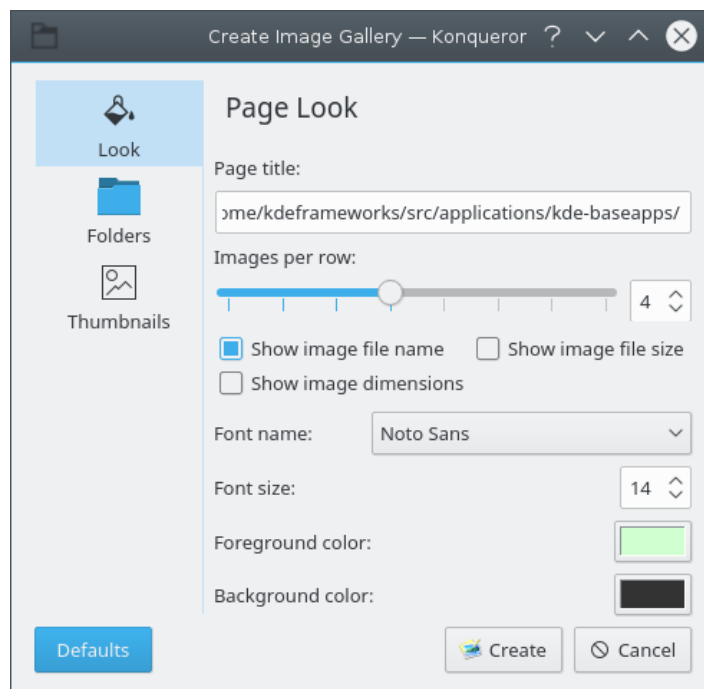 Create Image Gallery — Konqueror
Look
Folders
Thumbnails
Page Look
Page title:
ome/kdeframeworks/src/applications/kde-baseapps/
Images per row:
4
Show image file name
Show image file size
Show image dimensions
Font name:
Noto Sans
Font size:
14
Foreground color:
Background color:
Defaults
Create
Cancel